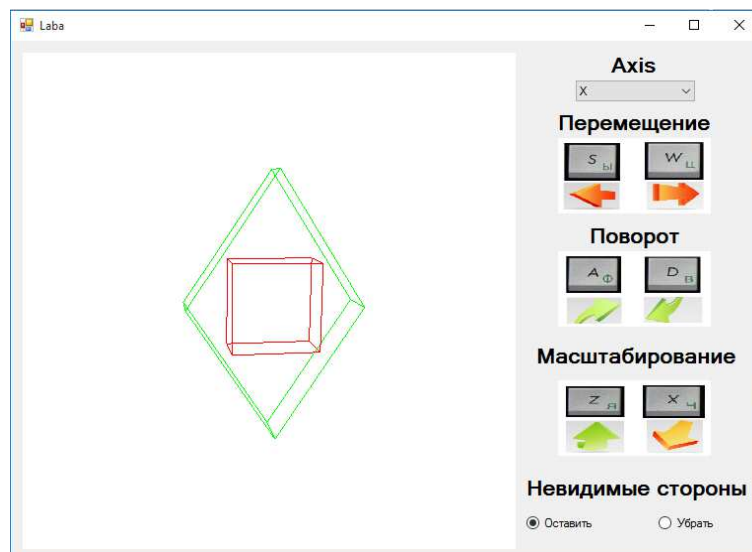 Laba
Axis
X
Перемещение
S Ы W Ц
Поворот
A Ф D В
Масштабирование
Z Я X Ч
Невидимые стороны
Оставить Убрать